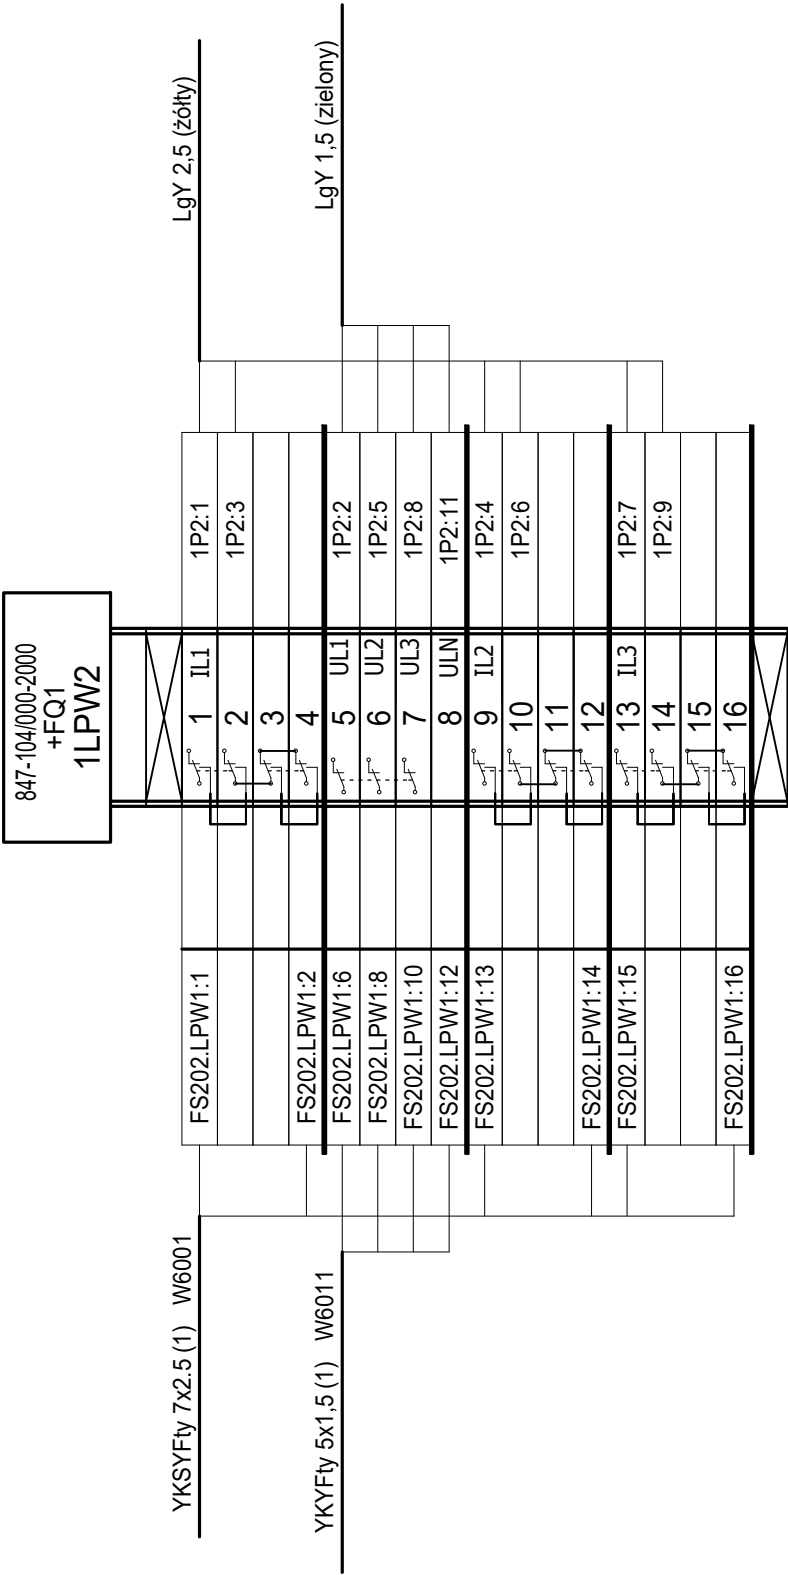 847-104/000-2000
+FQ1
1LPW2
YKSYFty 7x2.5 (1) W6001
YKYFty 5x1,5 (1) W6011
LgY 2,5 (żółty)
LgY 1,5 (zielony)
FS202.LPW1:1 1 IL1 1P2:1
2 1P2:3
3
FS202.LPW1:2 4
FS202.LPW1:6 5 UL1 1P2:2
FS202.LPW1:8 6 UL2 1P2:5
FS202.LPW1:10 7 UL3 1P2:8
FS202.LPW1:12 8 ULN 1P2:11
FS202.LPW1:13 9 IL2 1P2:4
10 1P2:6
11
FS202.LPW1:14 12
FS202.LPW1:15 13 IL3 1P2:7
14 1P2:9
15
FS202.LPW1:16 16